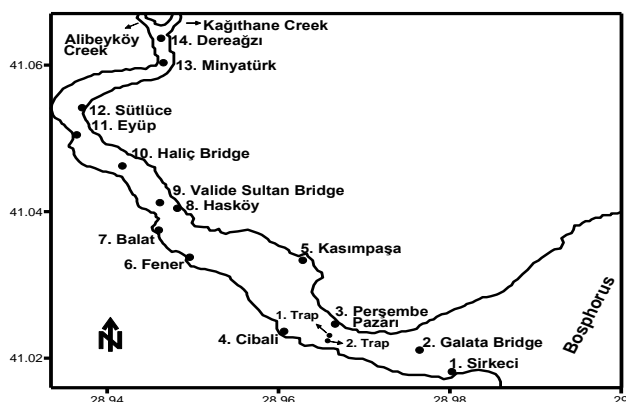 Kağıthane Creek
Alibeyköy
Creek
14. Dereağzı
41.06
13. Minyatürk
12. Sütlüce
11. Eyüp
10. Haliç Bridge
9. Valide Sultan Bridge
8. Hasköy
41.04
7. Balat
6. Fener
5. Kasımpaşa
Bosphorus
3. Perşembe
Pazarı
1. Trap
4. Cibali
2. Trap
2. Galata Bridge
N
41.02
1. Sirkeci
28.94
28.96
28.98
29